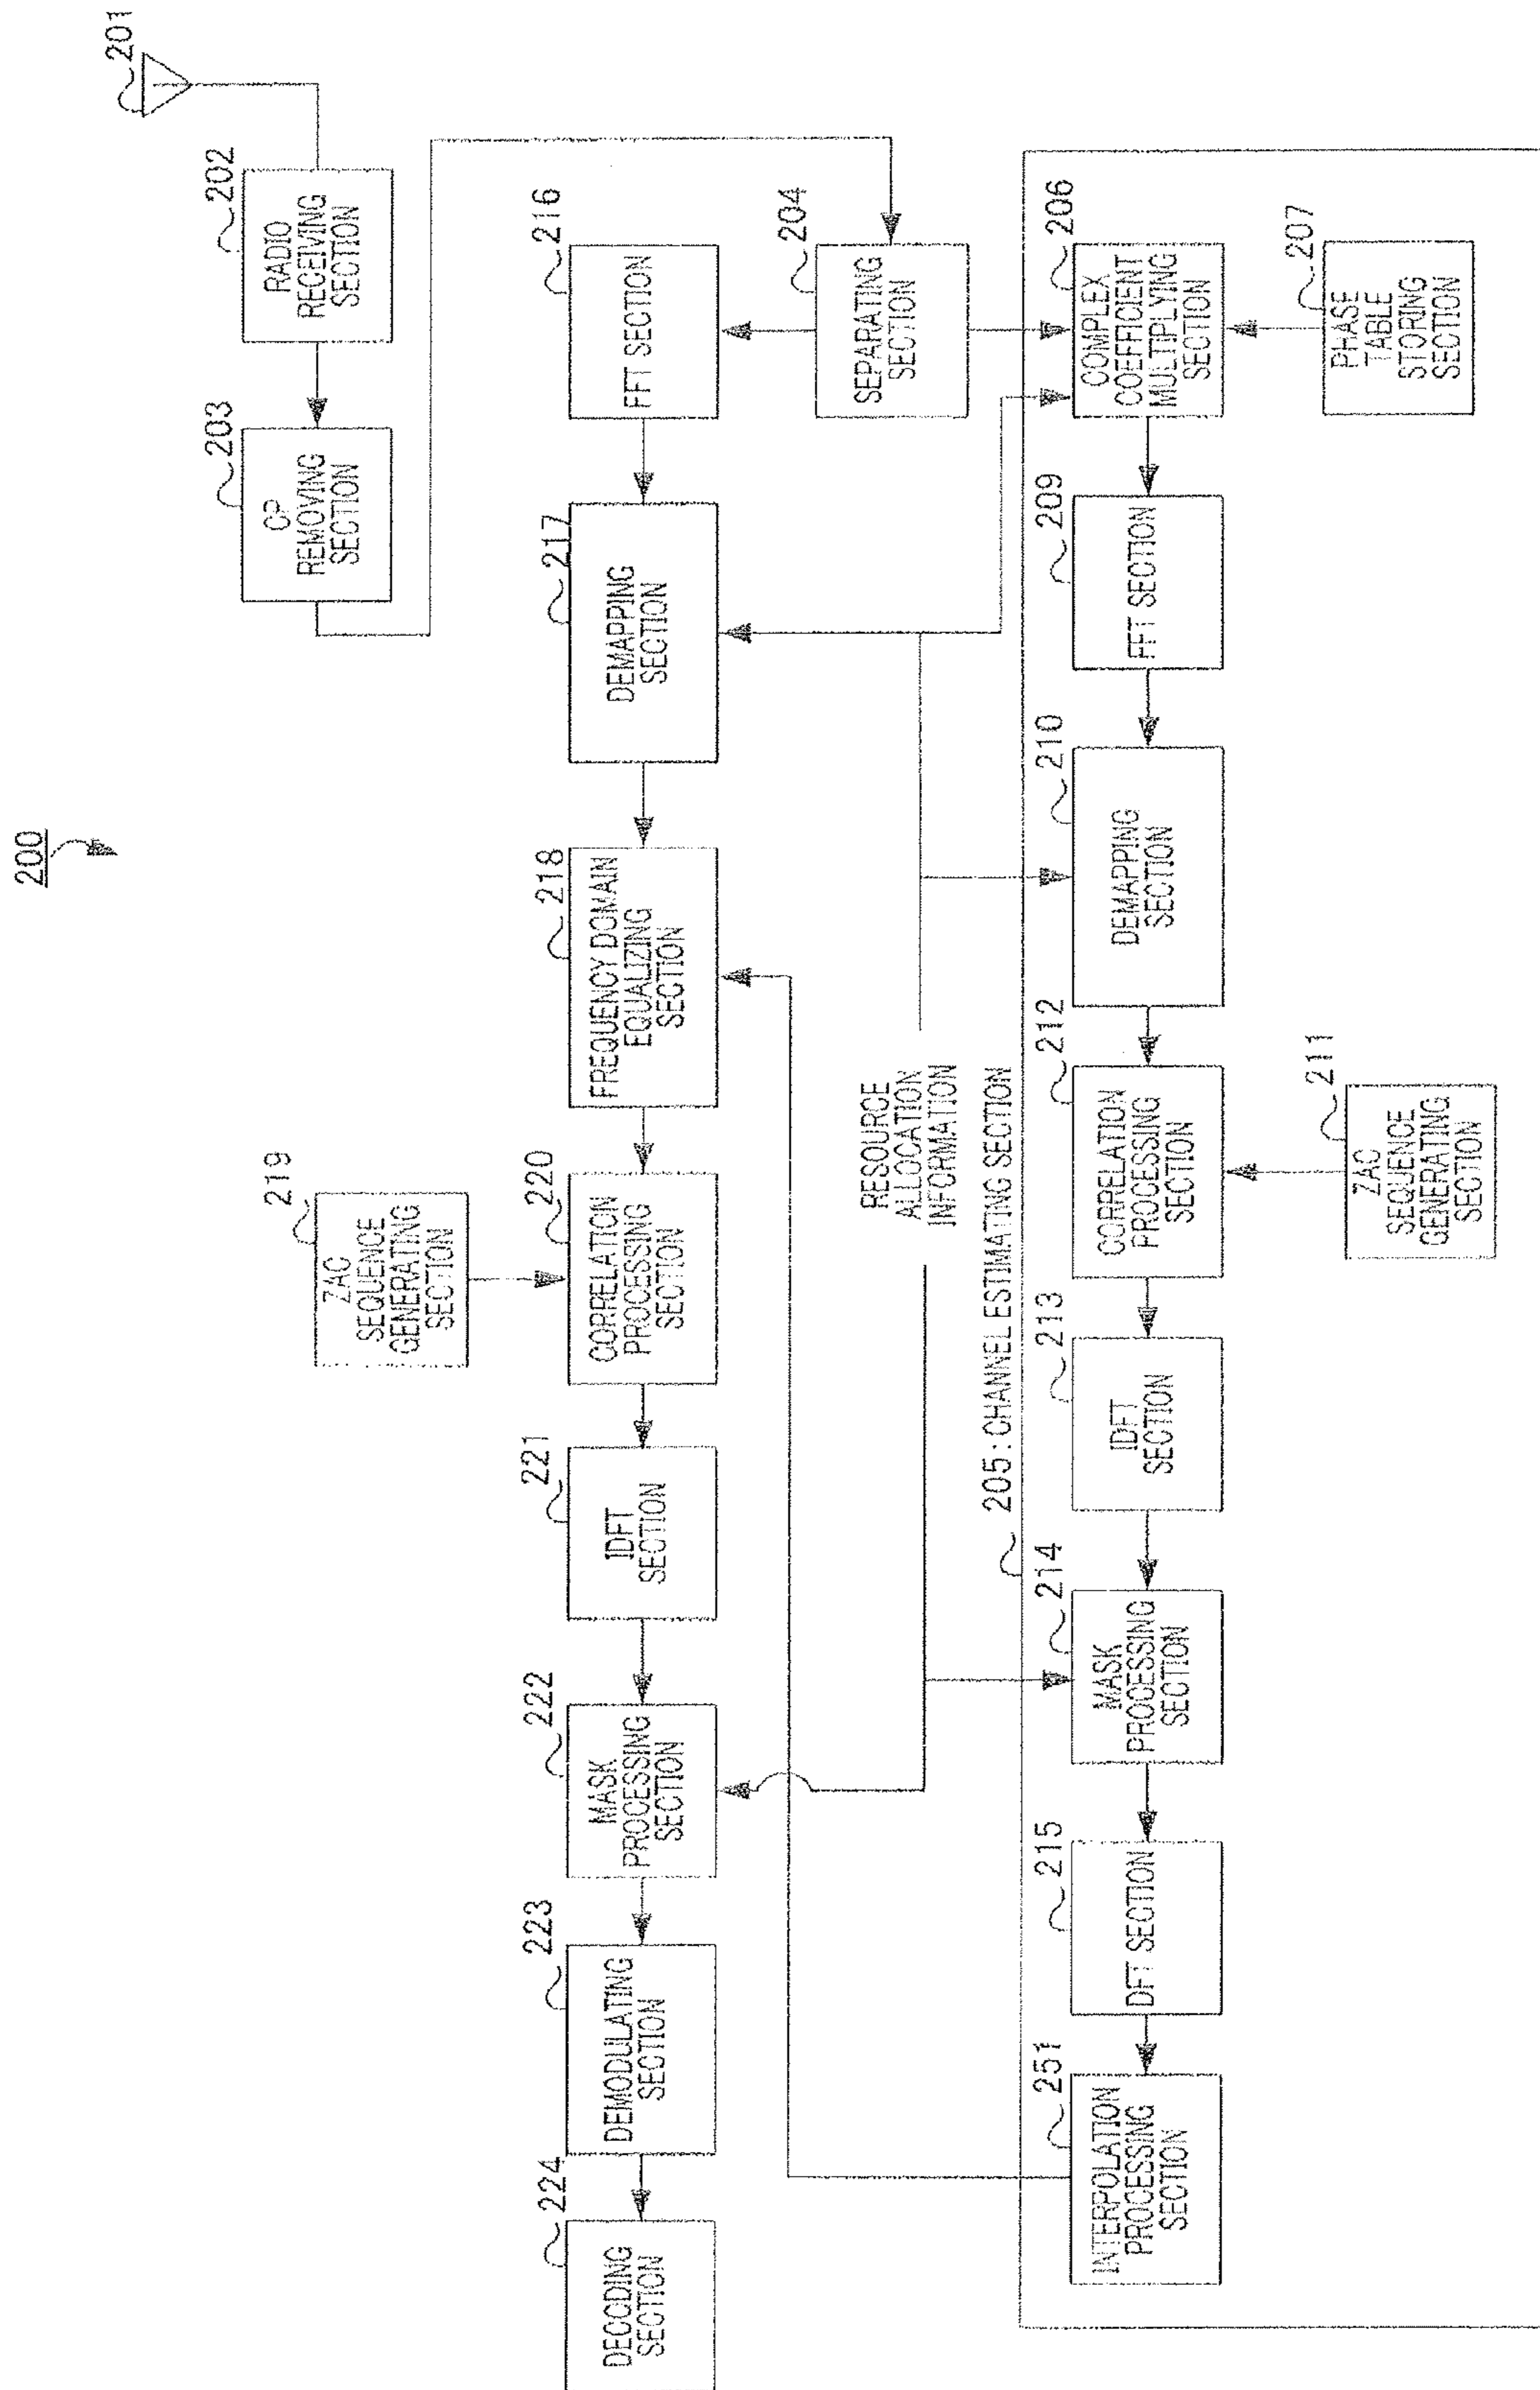 200
201
202
RADIO
RECEIVING
SECTION
203
CP
REMOVING
SECTION
204
SEPARATING
SECTION
216
FFT SECTION
217
DEMAPPING
SECTION
218
FREQUENCY DOMAIN
EQUALIZING
SECTION
219
ZAC
SEQUENCE
GENERATING
SECTION
220
CORRELATION
PROCESSING
SECTION
221
IDFT
SECTION
222
MASK
PROCESSING
SECTION
223
DEMODULATING
SECTION
224
DECODING
SECTION
RESOURCE
ALLOCATION
INFORMATION
205: CHANNEL ESTIMATING SECTION
206
COMPLEX
COEFFICIENT
MULTIPLYING
SECTION
207
PHASE
TABLE
STORING
SECTION
209
FFT SECTION
210
DEMAPPING
SECTION
211
ZAC
SEQUENCE
GENERATING
SECTION
212
CORRELATION
PROCESSING
SECTION
213
IDFT
SECTION
214
MASK
PROCESSING
SECTION
215
DFT SECTION
251
INTERPOLATION
PROCESSING
SECTION